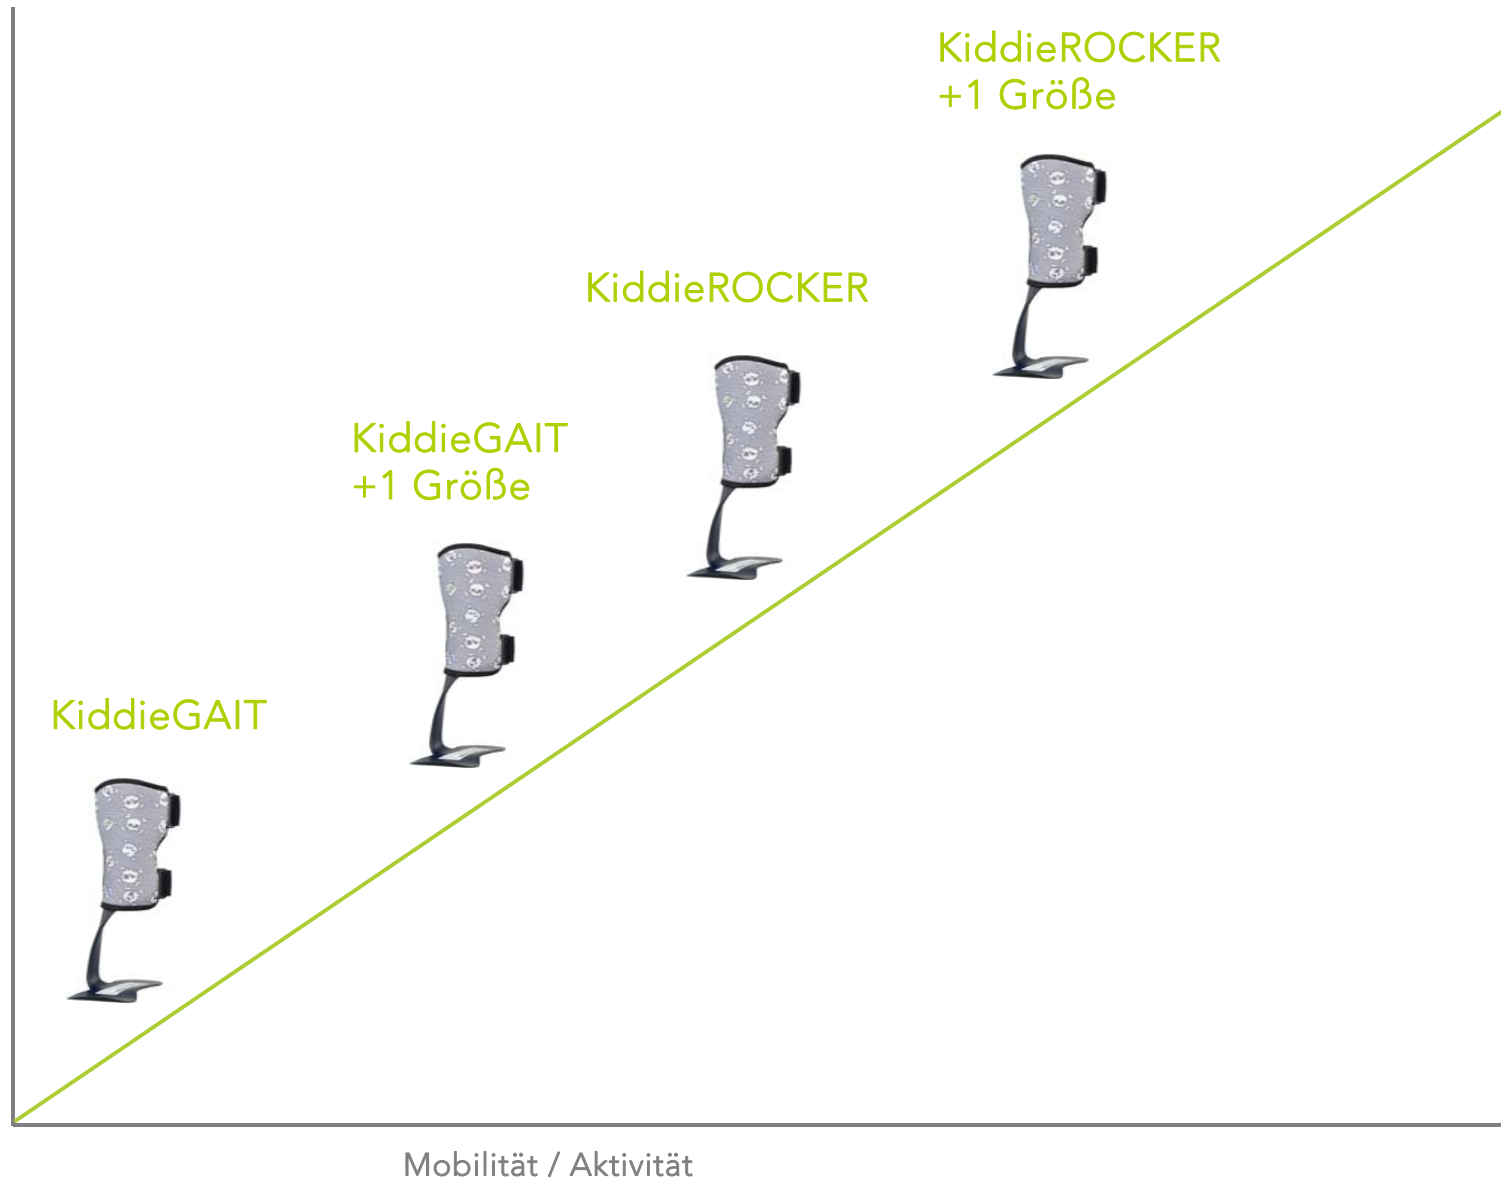 KiddieROCKER
+1 Größe
KiddieROCKER
KiddieGAIT
+1 Größe
KiddieGAIT
Mobilität / Aktivität